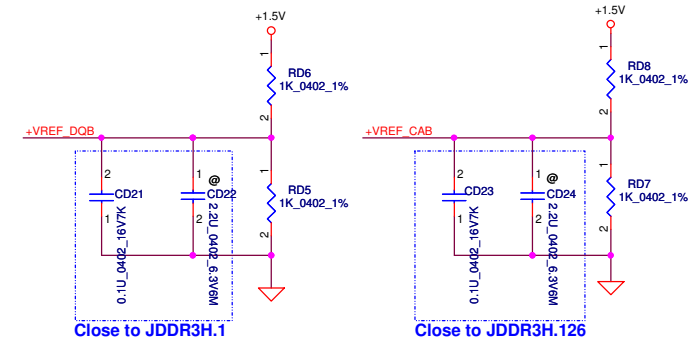 +1.5V
1
RD6
1K_0402_1%
2
+VREF_DQB
2
CD21
1
0.1U_0402_16V7K
1
@
CD22
2
2.2U_0402_6.3V6M
1
RD5
1K_0402_1%
2
Close to JDDR3H.1
+1.5V
1
RD8
1K_0402_1%
2
+VREF_CAB
2
CD23
1
0.1U_0402_16V7K
1
@
CD24
2
2.2U_0402_6.3V6M
1
RD7
1K_0402_1%
2
Close to JDDR3H.126